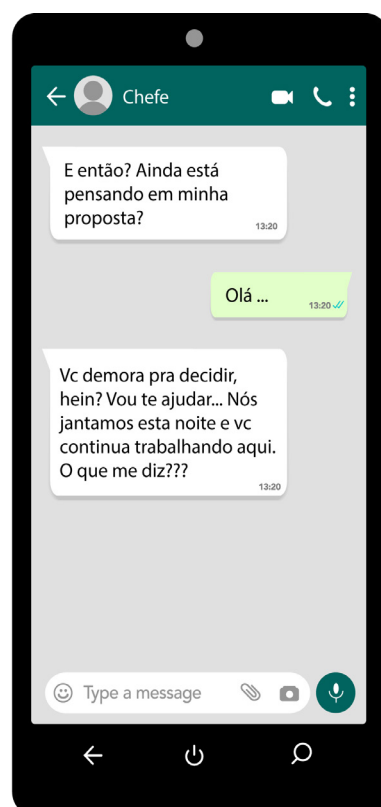 Chefe
E então? Ainda está
pensando em minha
proposta?
13:20
Olá ...
13:20
Vc demora pra decidir,
hein? Vou te ajudar... Nós
jantamos esta noite e vc
continua trabalhando aqui.
O que me diz???
13:20
Type a message